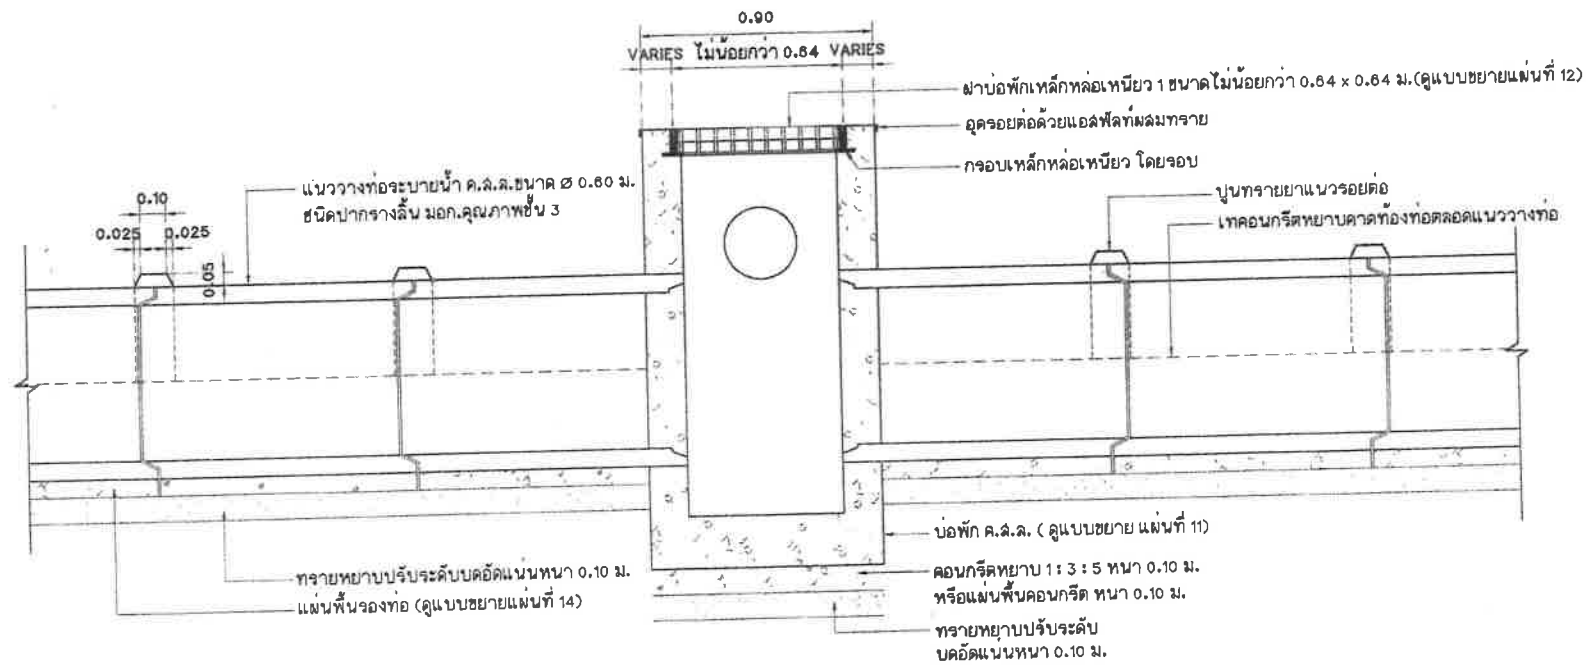 0.90
VARIES ไม่น้อยกว่า 0.64 VARIES
ฝาบ่อพักเหล็กหล่อเหนียว 1 ขนาดไม่น้อยกว่า 0.64 x 0.64 ม.(ดูแบบขยายแผ่นที่ 12)
อุดรอยต่อด้วยแอสฟัลท์ผสมทราย
กรอบเหล็กหล่อเหนียว โดยรอบ
แนววางท่อระบายน้ำ ค.ส.ล.ขนาด Ø 0.60 ม.
ชนิดปากรางลิ้น มอก.คุณภาพชั้น 3
0.10
0.025 0.025
0.05
ปูนทรายยาแนวรอยต่อ
เทคอนกรีตหยาบคาดท้องท่อตลอดแนววางท่อ
บ่อพัก ค.ส.ล. ( ดูแบบขยาย แผ่นที่ 11)
ทรายหยาบปรับระดับบดอัดแน่นหนา 0.10 ม.
แผ่นพื้นรองท่อ (ดูแบบขยายแผ่นที่ 14)
คอนกรีตหยาบ 1 : 3 : 5 หนา 0.10 ม.
หรือแผ่นพื้นคอนกรีต หนา 0.10 ม.
ทรายหยาบปรับระดับ
บดอัดแน่นหนา 0.10 ม.